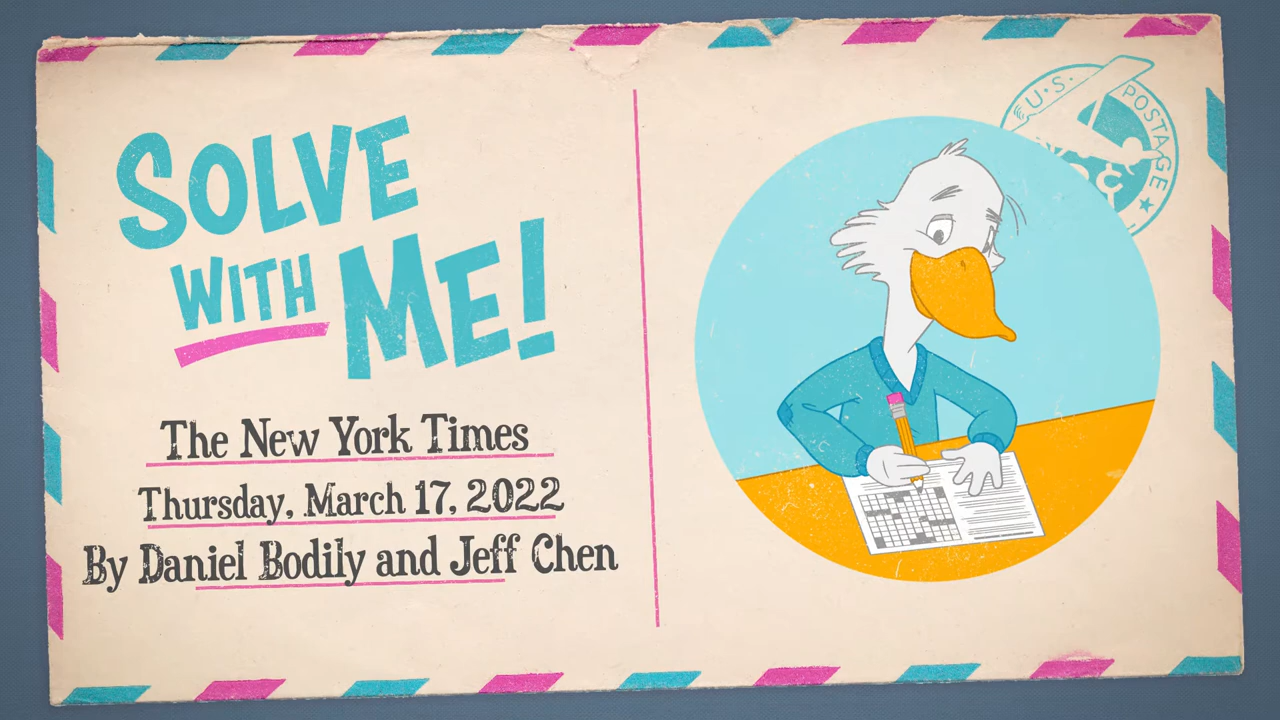 SOLVE
WITH ME!
The New York Times
Thursday, March 17, 2022
By Daniel Bodily and Jeff Chen
U.S. POSTAGE